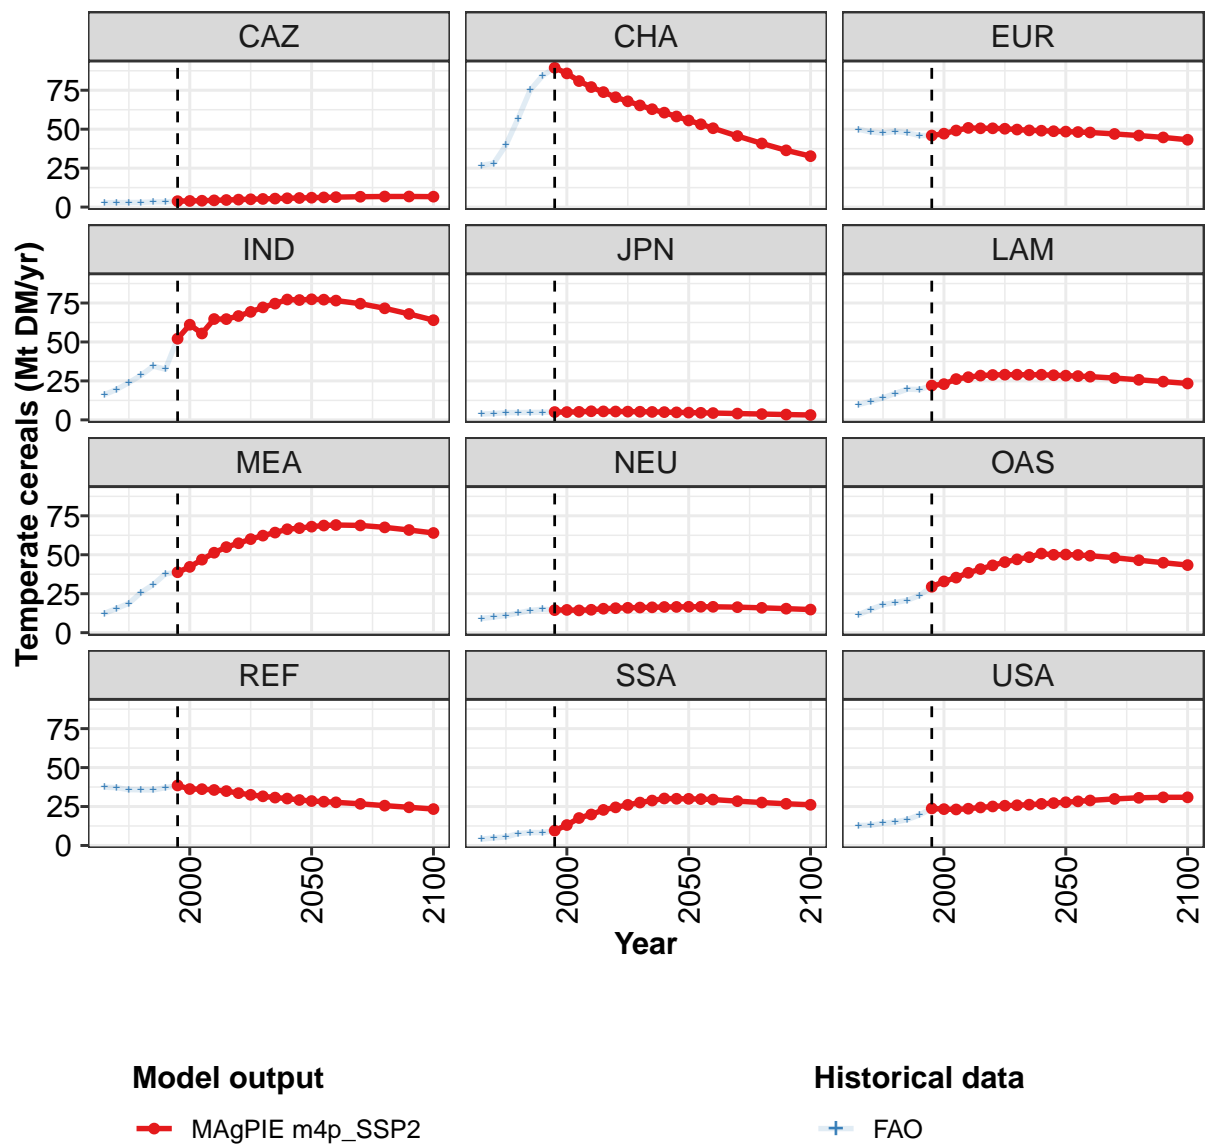 CAZ CHA EUR
75
50
25
0
IND JPN LAM
75
50
25
0
MEA NEU OAS
75
50
25
0
REF SSA USA
75
50
25
0
Temperate cereals (Mt DM/yr)
2000 2050 2100 2000 2050 2100 2000 2050 2100
Year
Model output Historical data
MAgPIE m4p_SSP2 FAO